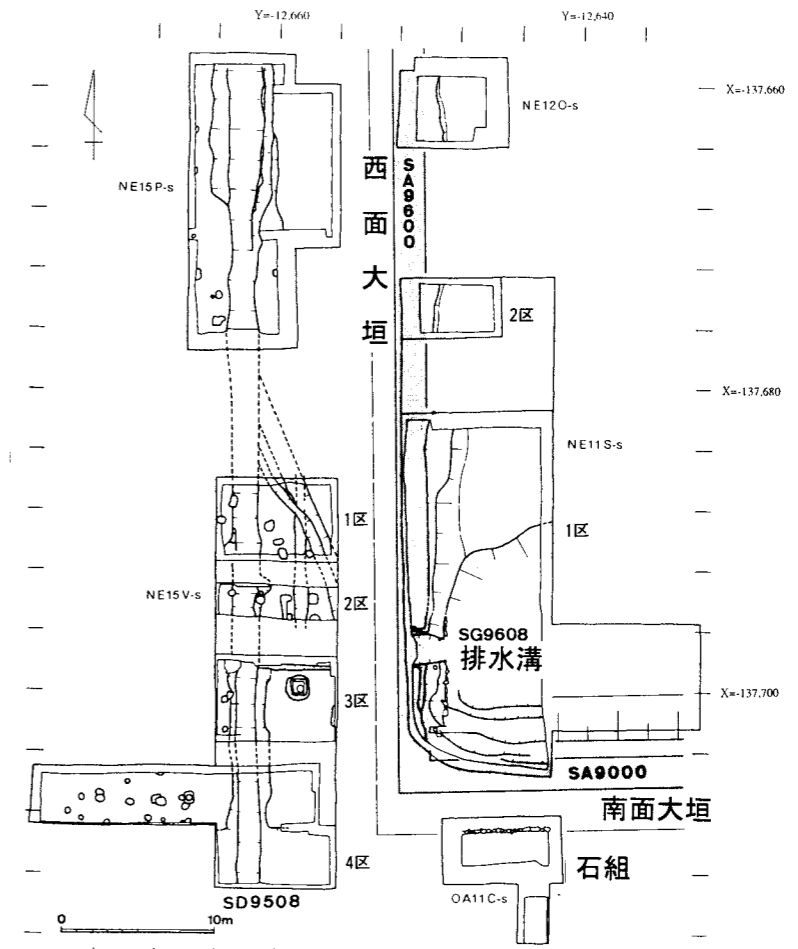 Y=-12,660
Y=-12,640
X=-137,660
NE12O-s
西面大垣
SA9600
NE15P-s
2区
X=-137,680
NE11S-s
1区
1区
NE15V-s
2区
SG9608
排水溝
3区
X=-137,700
SA9000
南面大垣
4区
石組
OA11C-s
SD9508
0
10m